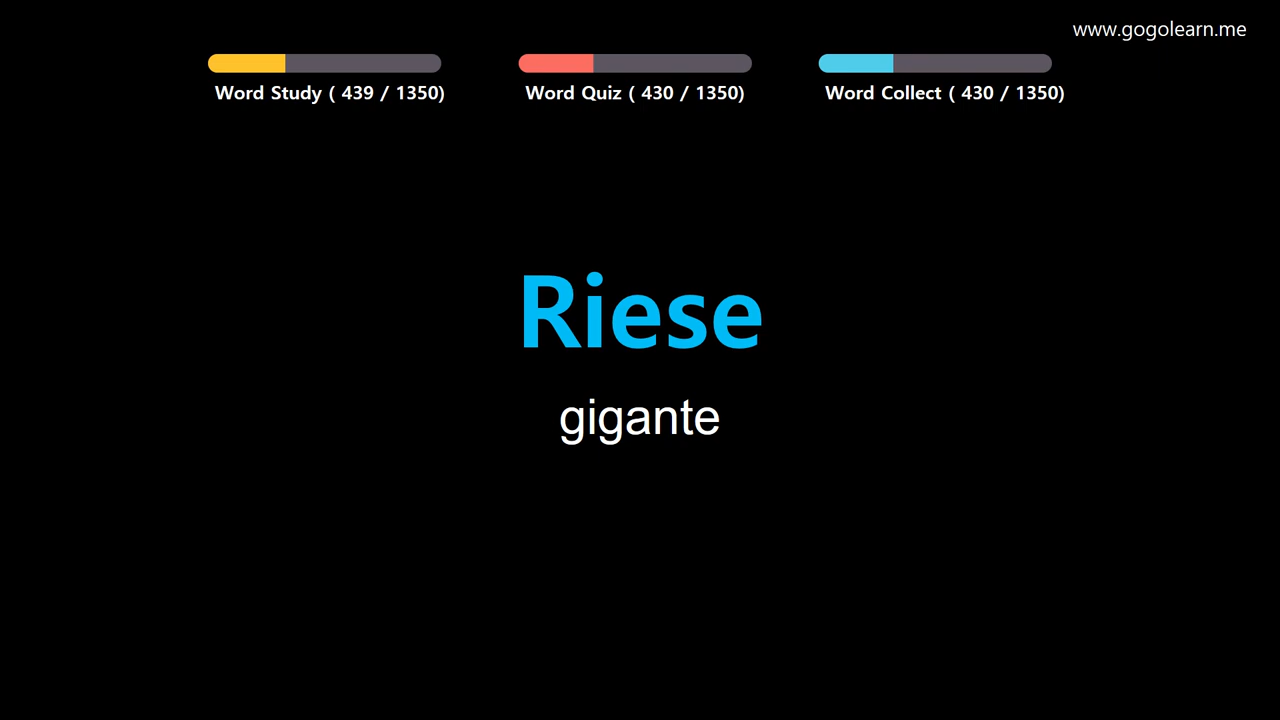 www.gogolearn.me
Word Study ( 439 / 1350)
Word Quiz ( 430 / 1350)
Word Collect ( 430 / 1350)
Riese
gigante